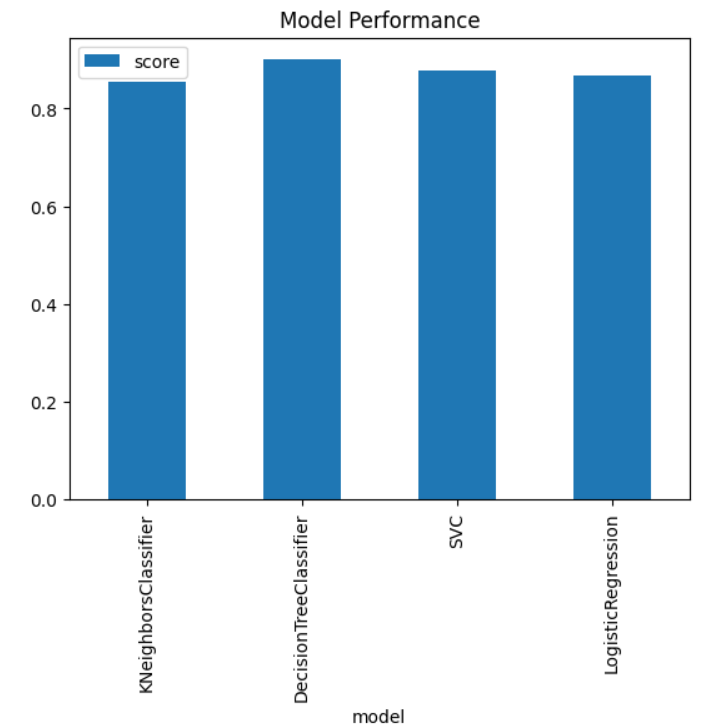 Model Performance
score
0.8
0.6
0.4
0.2
0.0
KNeighborsClassifier
DecisionTreeClassifier
SVC
LogisticRegression
model